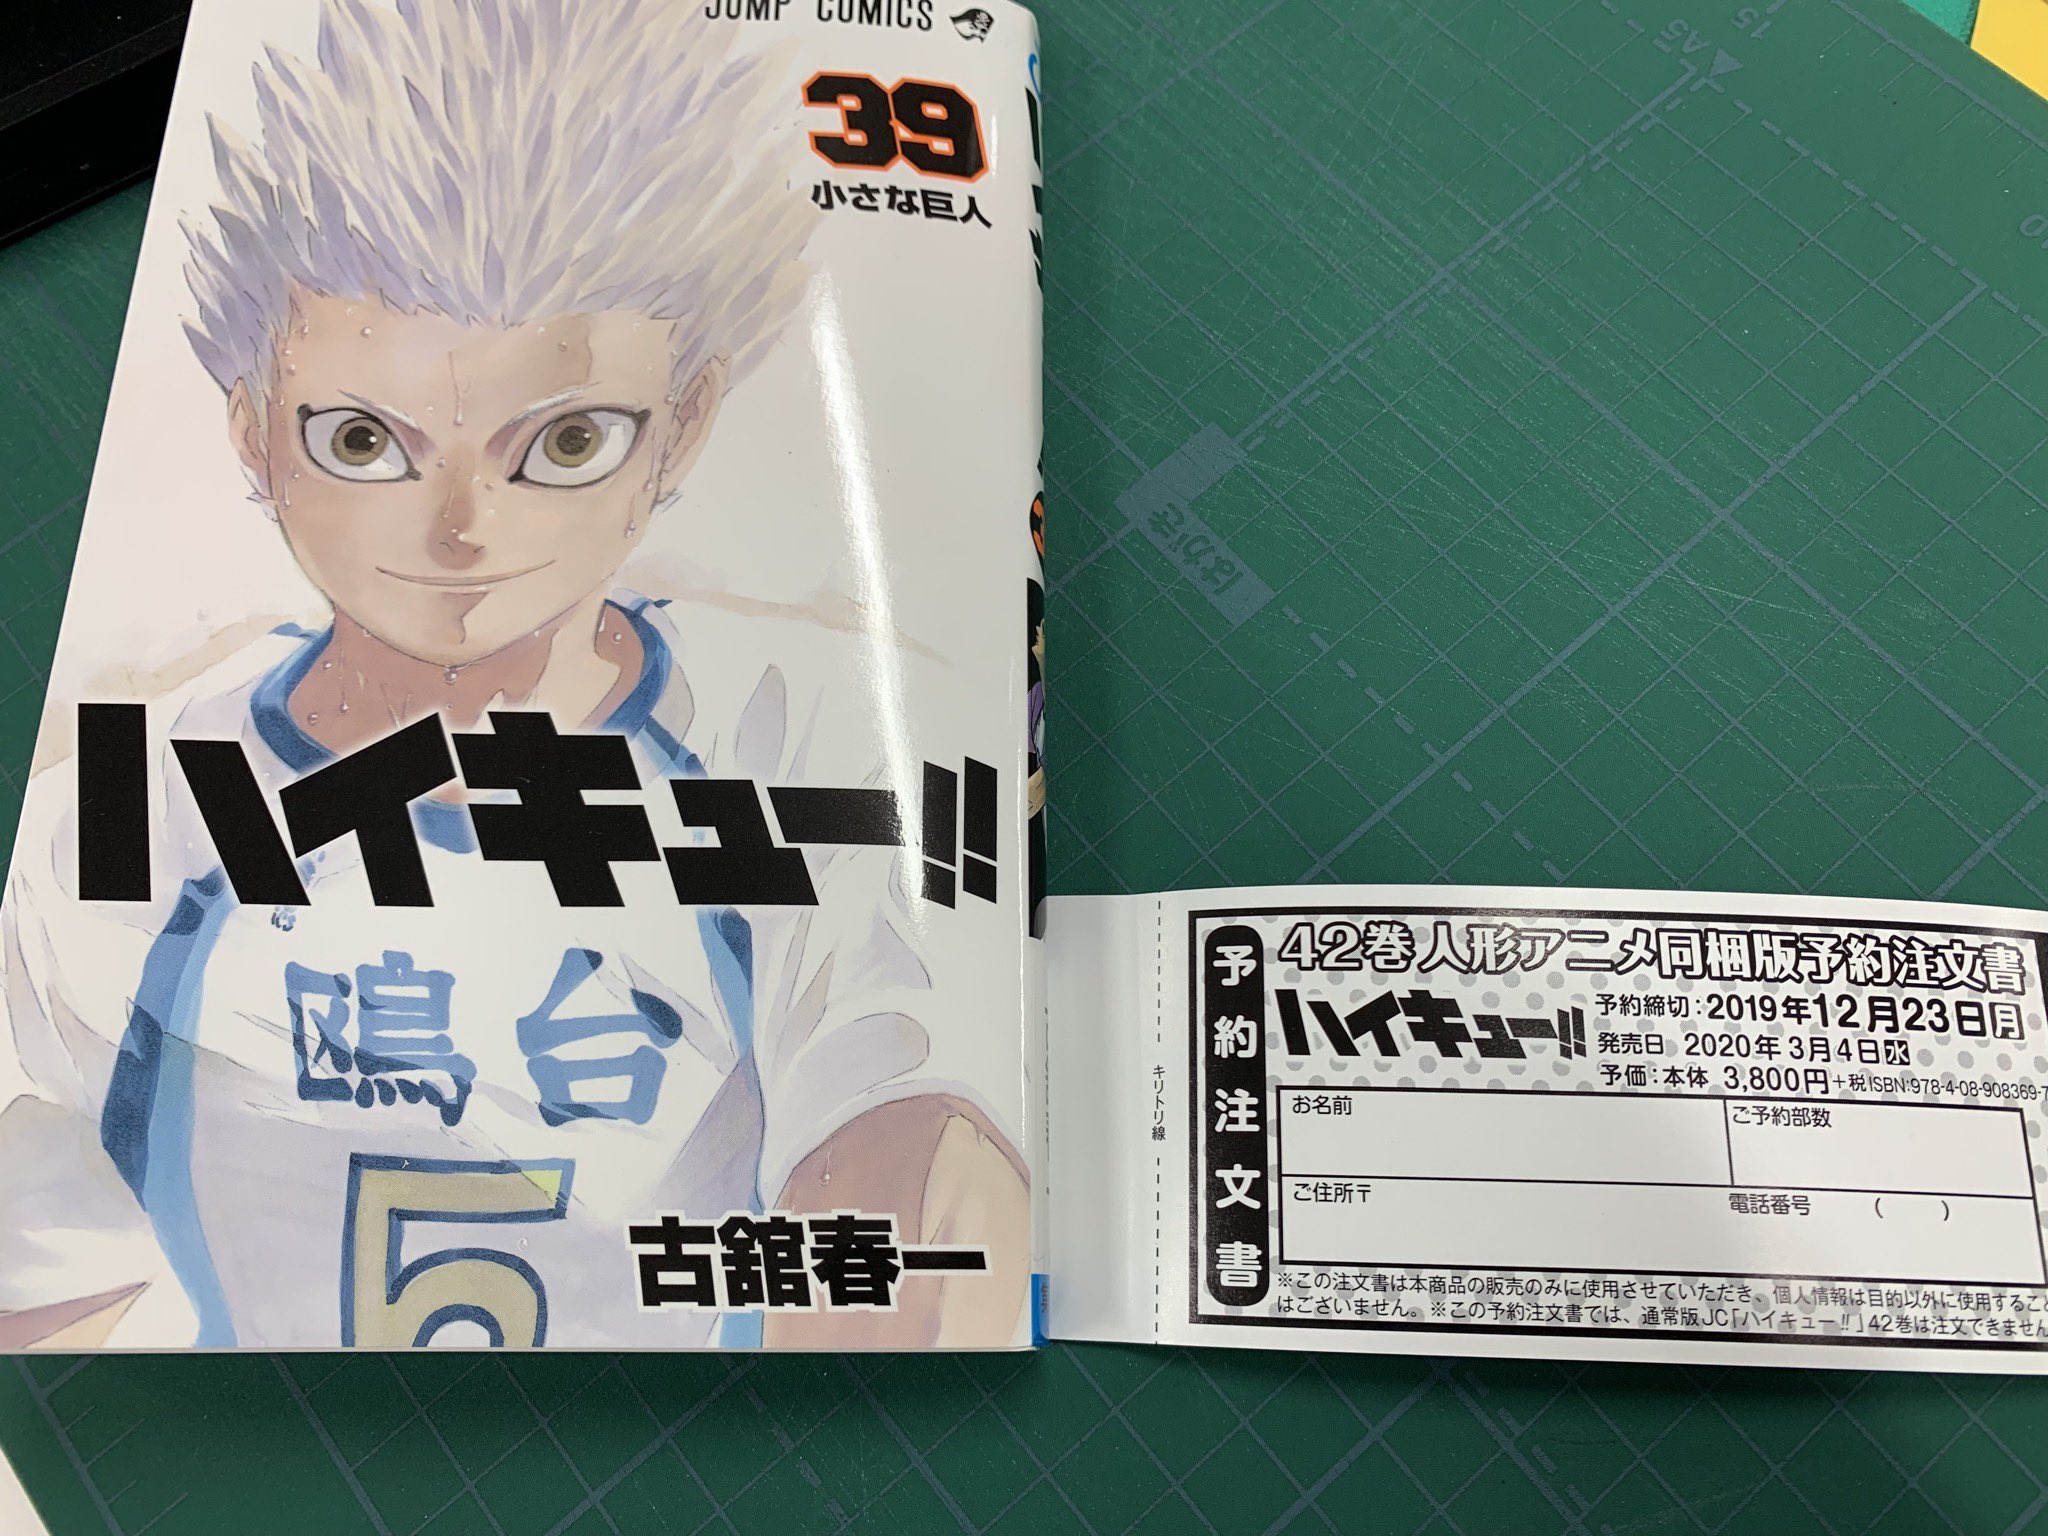 JUMP COMICS
39
小さな巨人
ハイキュー!!
鴎台
5
古舘春一
A5
15
10
はがき
キリトリ線
予約注文書
42巻人形アニメ同梱版予約注文書
ハイキュー!!
予約締切:2019年12月23日月
発売日 2020年3月4日水
予価:本体 3,800円+税 ISBN:978-4-08-908369-7
お名前
ご予約部数
ご住所〒
電話番号 ( )
※この注文書は本商品の販売のみに使用させていただき、個人情報は目的以外に使用すること
はございません。※この予約注文書では、通常版JC「ハイキュー!!」42巻は注文できません